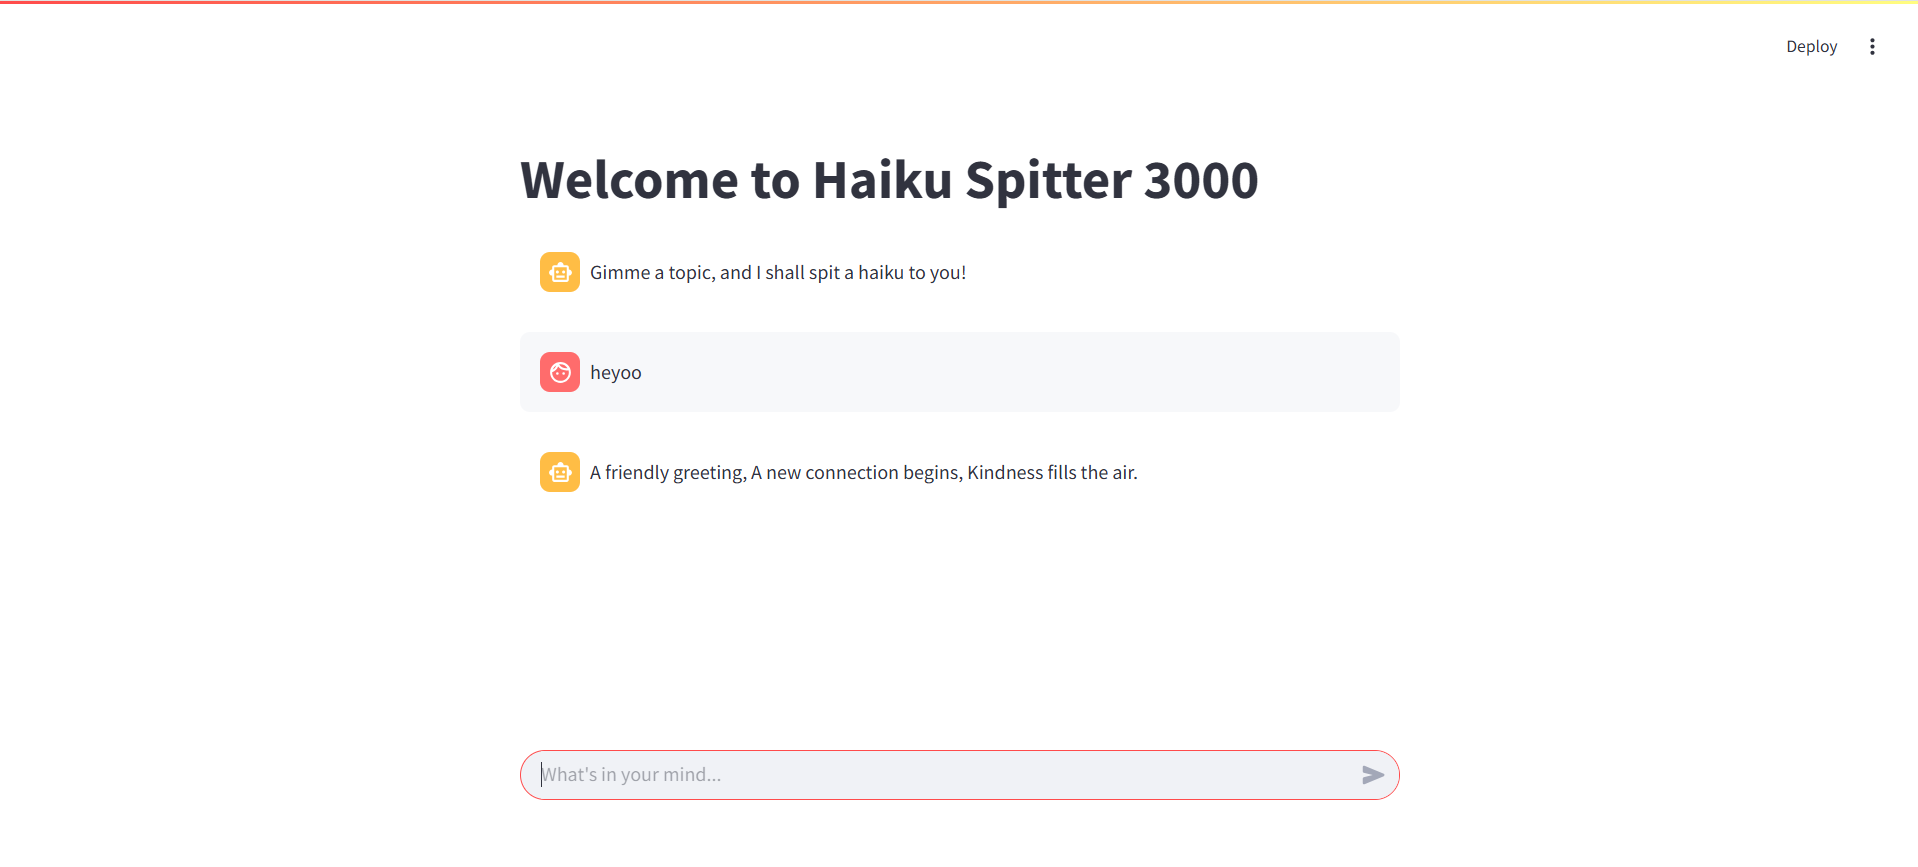 Deploy
Welcome to Haiku Spitter 3000
Gimme a topic, and I shall spit a haiku to you!
heyoo
A friendly greeting, A new connection begins, Kindness fills the air.
What's in your mind...